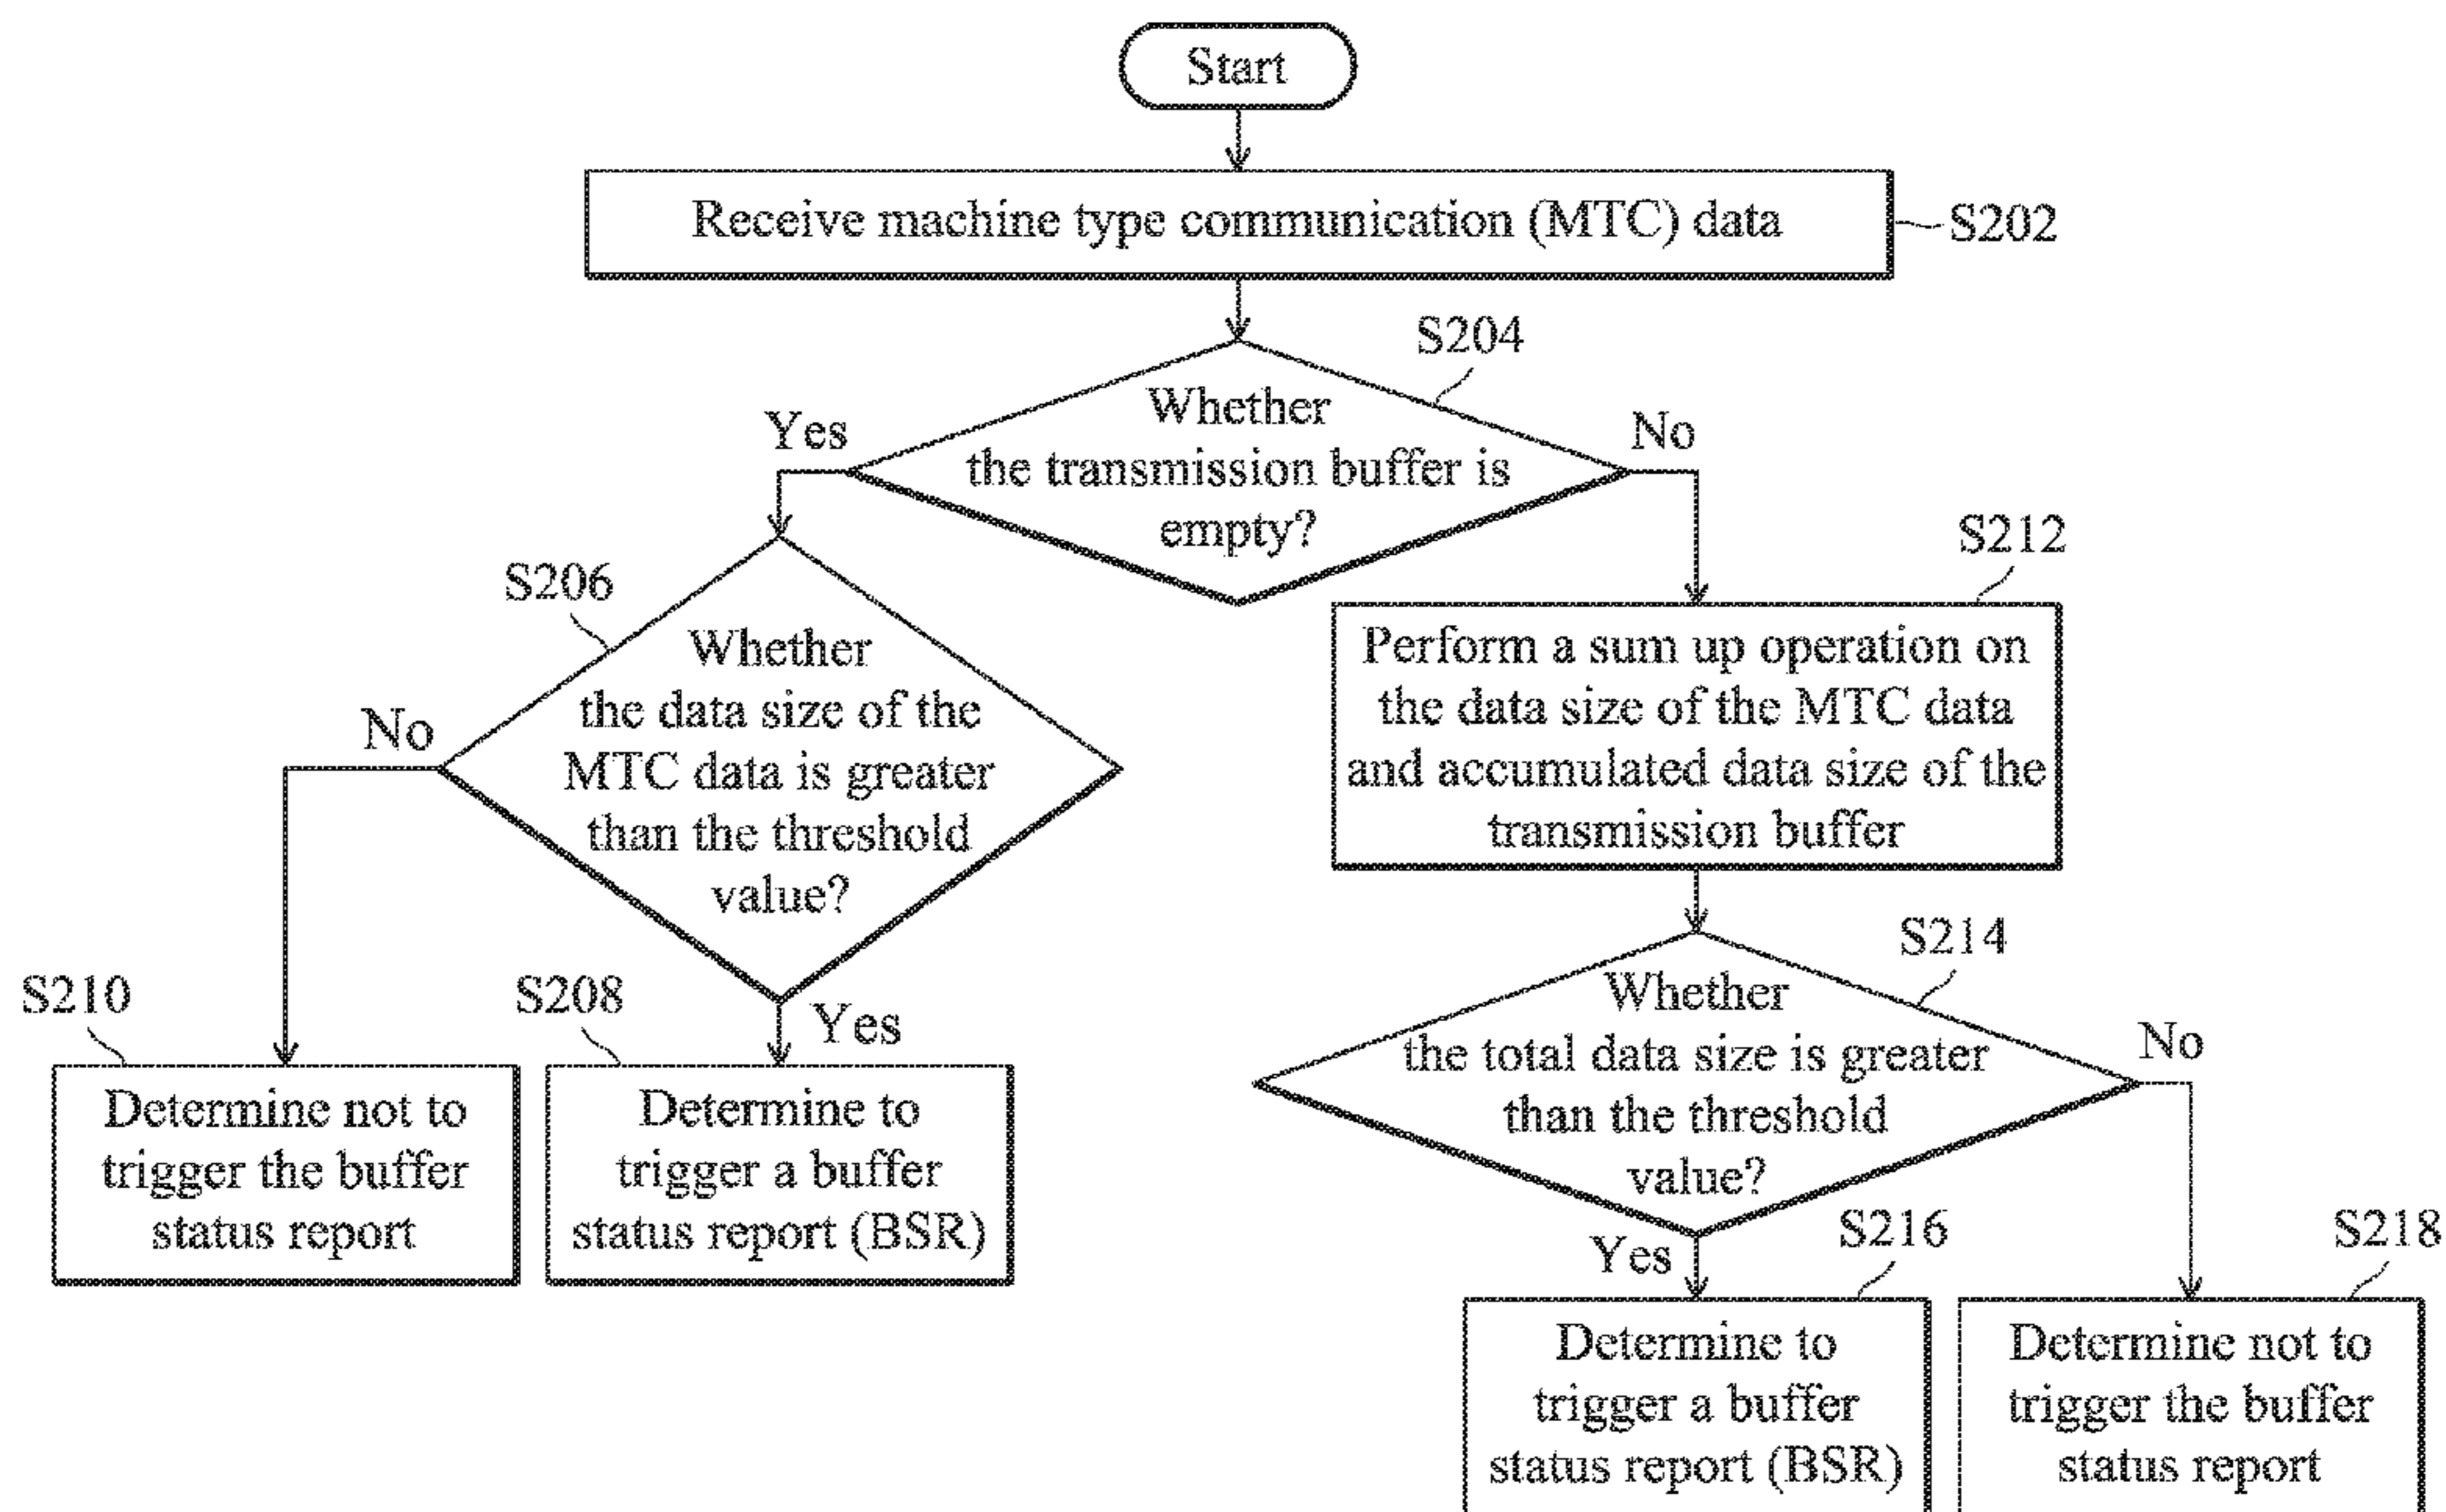 Start
Receive machine type communication (MTC) data
S202
S204
Whether
the transmission buffer is
empty?
Yes
No
S206
Whether
the data size of the
MTC data is greater
than the threshold
value?
No
Yes
S210
Determine not to
trigger the buffer
status report
S208
Determine to
trigger a buffer
status report (BSR)
S212
Perform a sum up operation on
the data size of the MTC data
and accumulated data size of the
transmission buffer
S214
Whether
the total data size is greater
than the threshold
value?
No
Yes
S216
Determine to
trigger a buffer
status report (BSR)
S218
Determine not to
trigger the buffer
status report